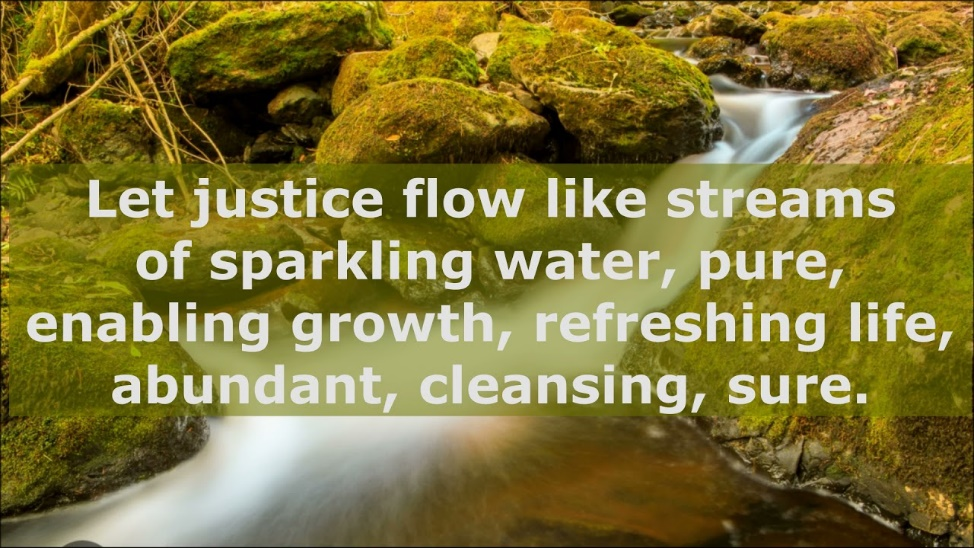 Let justice flow like streams
of sparkling water, pure,
enabling growth, refreshing life,
abundant, cleansing, sure.